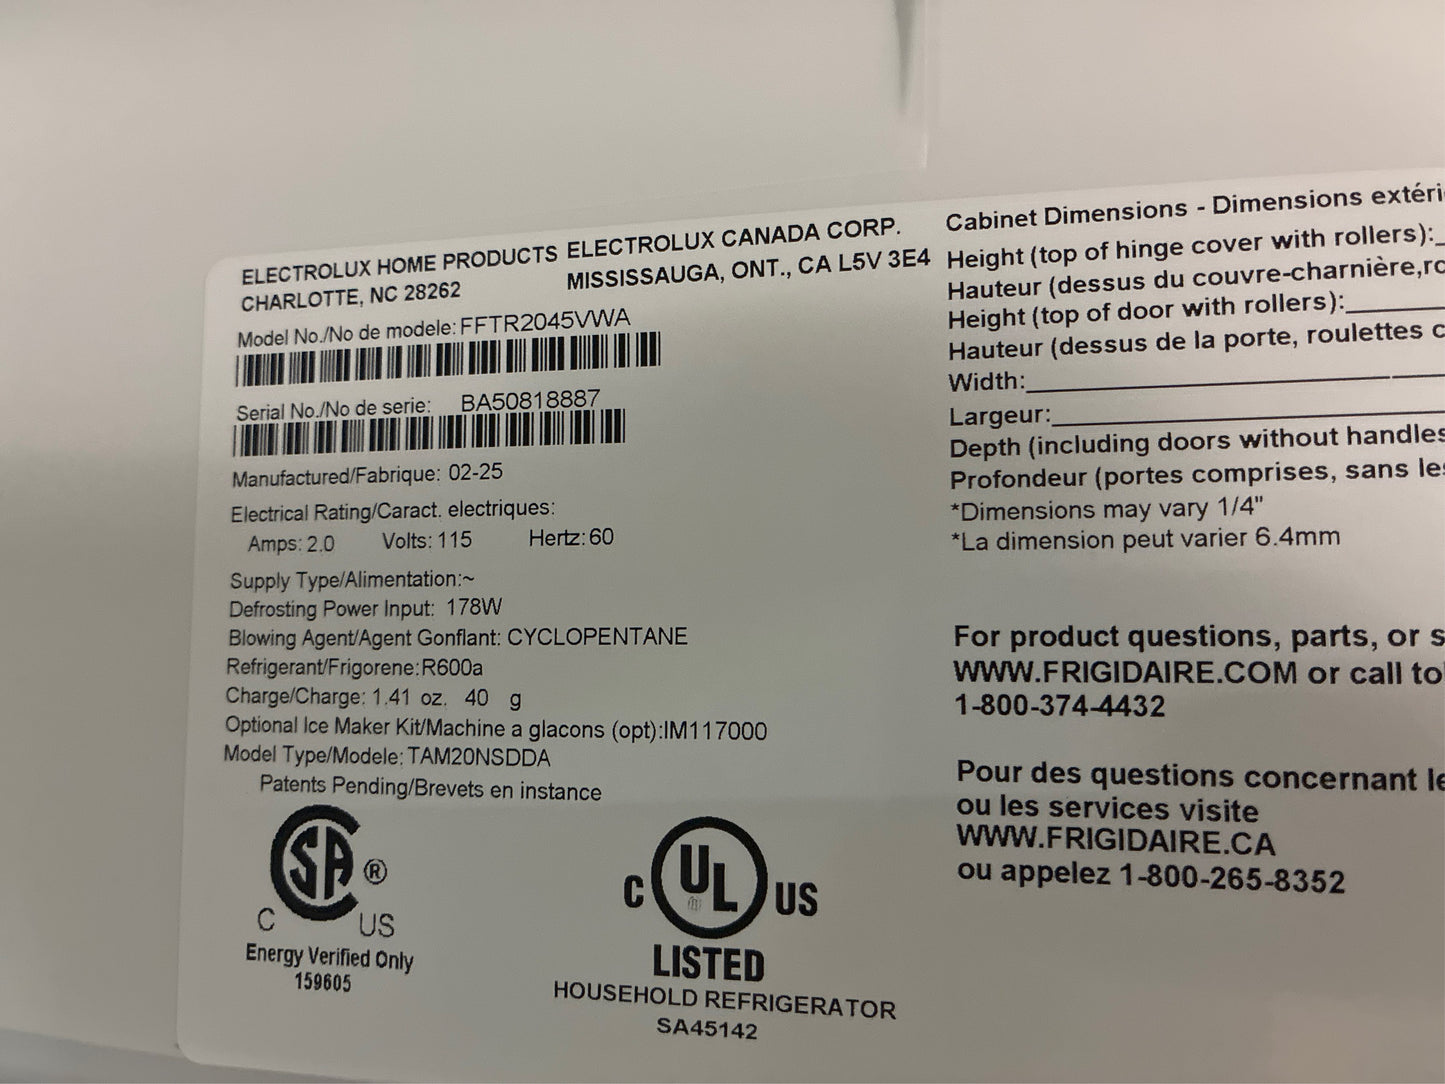 ELECTROLUX HOME PRODUCTS
CHARLOTTE, NC 28262
ELECTROLUX CANADA CORP.
MISSISSAUGA, ONT., CA L5V 3E4
Model No./No de modele: FFTR2045VWA
Serial No./No de serie: BA50818887
Manufactured/Fabrique: 02-25
Electrical Rating/Caract. electriques:
Amps: 2.0 Volts: 115 Hertz: 60
Supply Type/Alimentation:~
Defrosting Power Input: 178W
Blowing Agent/Agent Gonflant: CYCLOPENTANE
Refrigerant/Frigorene:R600a
Charge/Charge: 1.41 oz. 40 g
Optional Ice Maker Kit/Machine a glacons (opt):IM117000
Model Type/Modele: TAM20NSDDA
Patents Pending/Brevets en instance
SA ®
C US
Energy Verified Only
159605
C UL US
LISTED
HOUSEHOLD REFRIGERATOR
SA45142
Cabinet Dimensions - Dimensions extéri
Height (top of hinge cover with rollers):
Hauteur (dessus du couvre-charnière,ro
Height (top of door with rollers):
Hauteur (dessus de la porte, roulettes c
Width:
Largeur:
Depth (including doors without handles
Profondeur (portes comprises, sans les
*Dimensions may vary 1/4"
*La dimension peut varier 6.4mm
For product questions, parts, or s
WWW.FRIGIDAIRE.COM or call tol
1-800-374-4432
Pour des questions concernant le
ou les services visite
WWW.FRIGIDAIRE.CA
ou appelez 1-800-265-8352